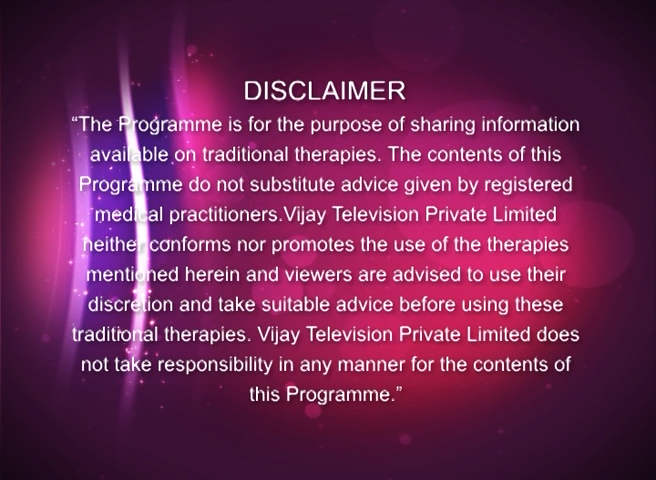 DISCLAIMER
“The Programme is for the purpose of sharing information
available on traditional therapies. The contents of this
Programme do not substitute advice given by registered
medical practitioners.Vijay Television Private Limited
neither conforms nor promotes the use of the therapies
mentioned herein and viewers are advised to use their
discretion and take suitable advice before using these
traditional therapies. Vijay Television Private Limited does
not take responsibility in any manner for the contents of
this Programme.”